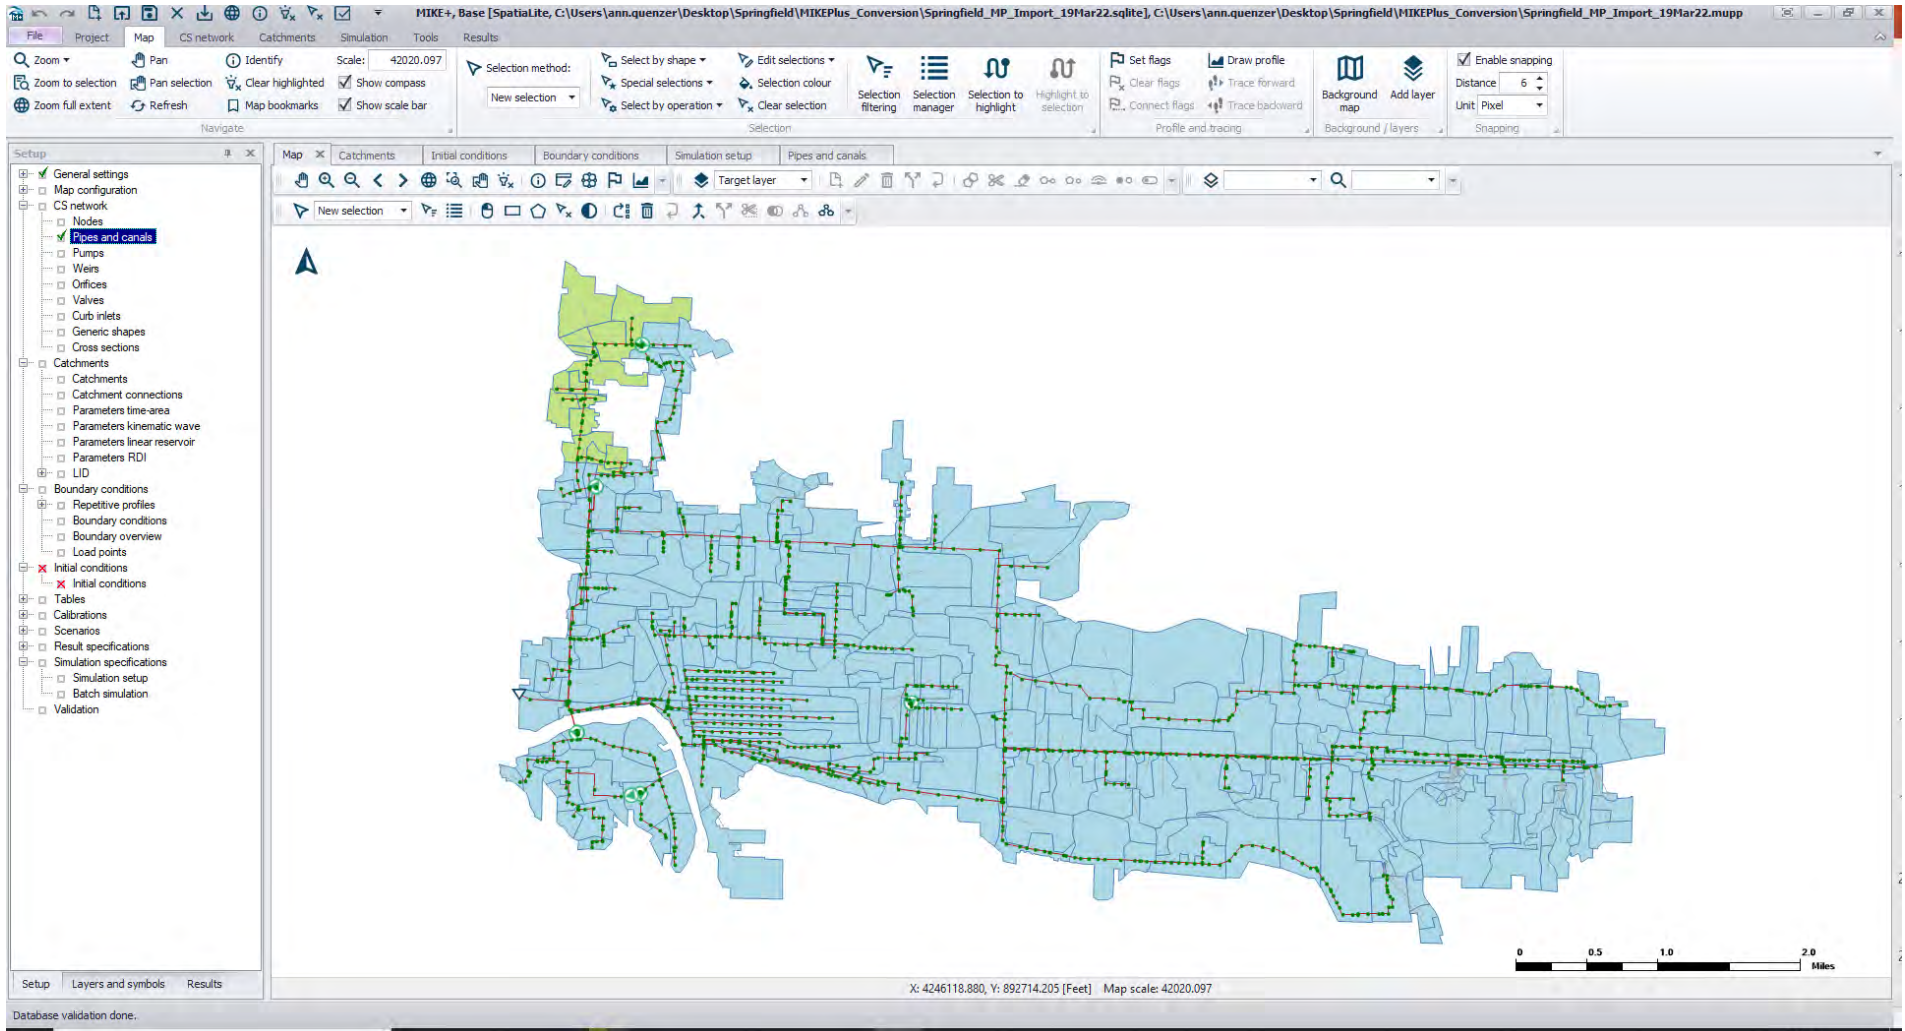 MIKE+, Base [SpatiaLite, C:\Users\ann.quenzer\Desktop\Springfield\MIKEPlus_Conversion\Springfield_MP_Import_19Mar22.sqlite], C:\Users\ann.quenzer\Desktop\Springfield\MIKEPlus_Conversion\Springfield_MP_Import_19Mar22.mupp
File Project Map CS network Catchments Simulation Tools Results
Zoom Pan Identify Scale: 42020.097
Zoom to selection Pan selection Clear highlighted Show compass
Zoom full extent Refresh Map bookmarks Show scale bar
Navigate
Selection method:
New selection
Select by shape Edit selections
Special selections Selection colour
Select by operation Clear selection
Selection filtering
Selection manager
Selection to highlight
Highlight to selection
Selection
Set flags Draw profile
Clear flags Trace forward
Connect flags Trace backward
Profile and tracing
Background map
Add layer
Background / layers
Enable snapping
Distance 6
Unit Pixel
Snapping
Setup
General settings
Map configuration
CS network
Nodes
Pipes and canals
Pumps
Weirs
Orifices
Valves
Curb inlets
Generic shapes
Cross sections
Catchments
Catchments
Catchment connections
Parameters time-area
Parameters kinematic wave
Parameters linear reservoir
Parameters RDI
LID
Boundary conditions
Repetitive profiles
Boundary conditions
Boundary overview
Load points
Initial conditions
Initial conditions
Tables
Calibrations
Scenarios
Result specifications
Simulation specifications
Simulation setup
Batch simulation
Validation
Setup Layers and symbols Results
Map Catchments Initial conditions Boundary conditions Simulation setup Pipes and canals
Target layer
New selection
0 0.5 1.0 2.0
Miles
X: 4246118.880, Y: 892714.205 [Feet] Map scale: 42020.097
Database validation done.